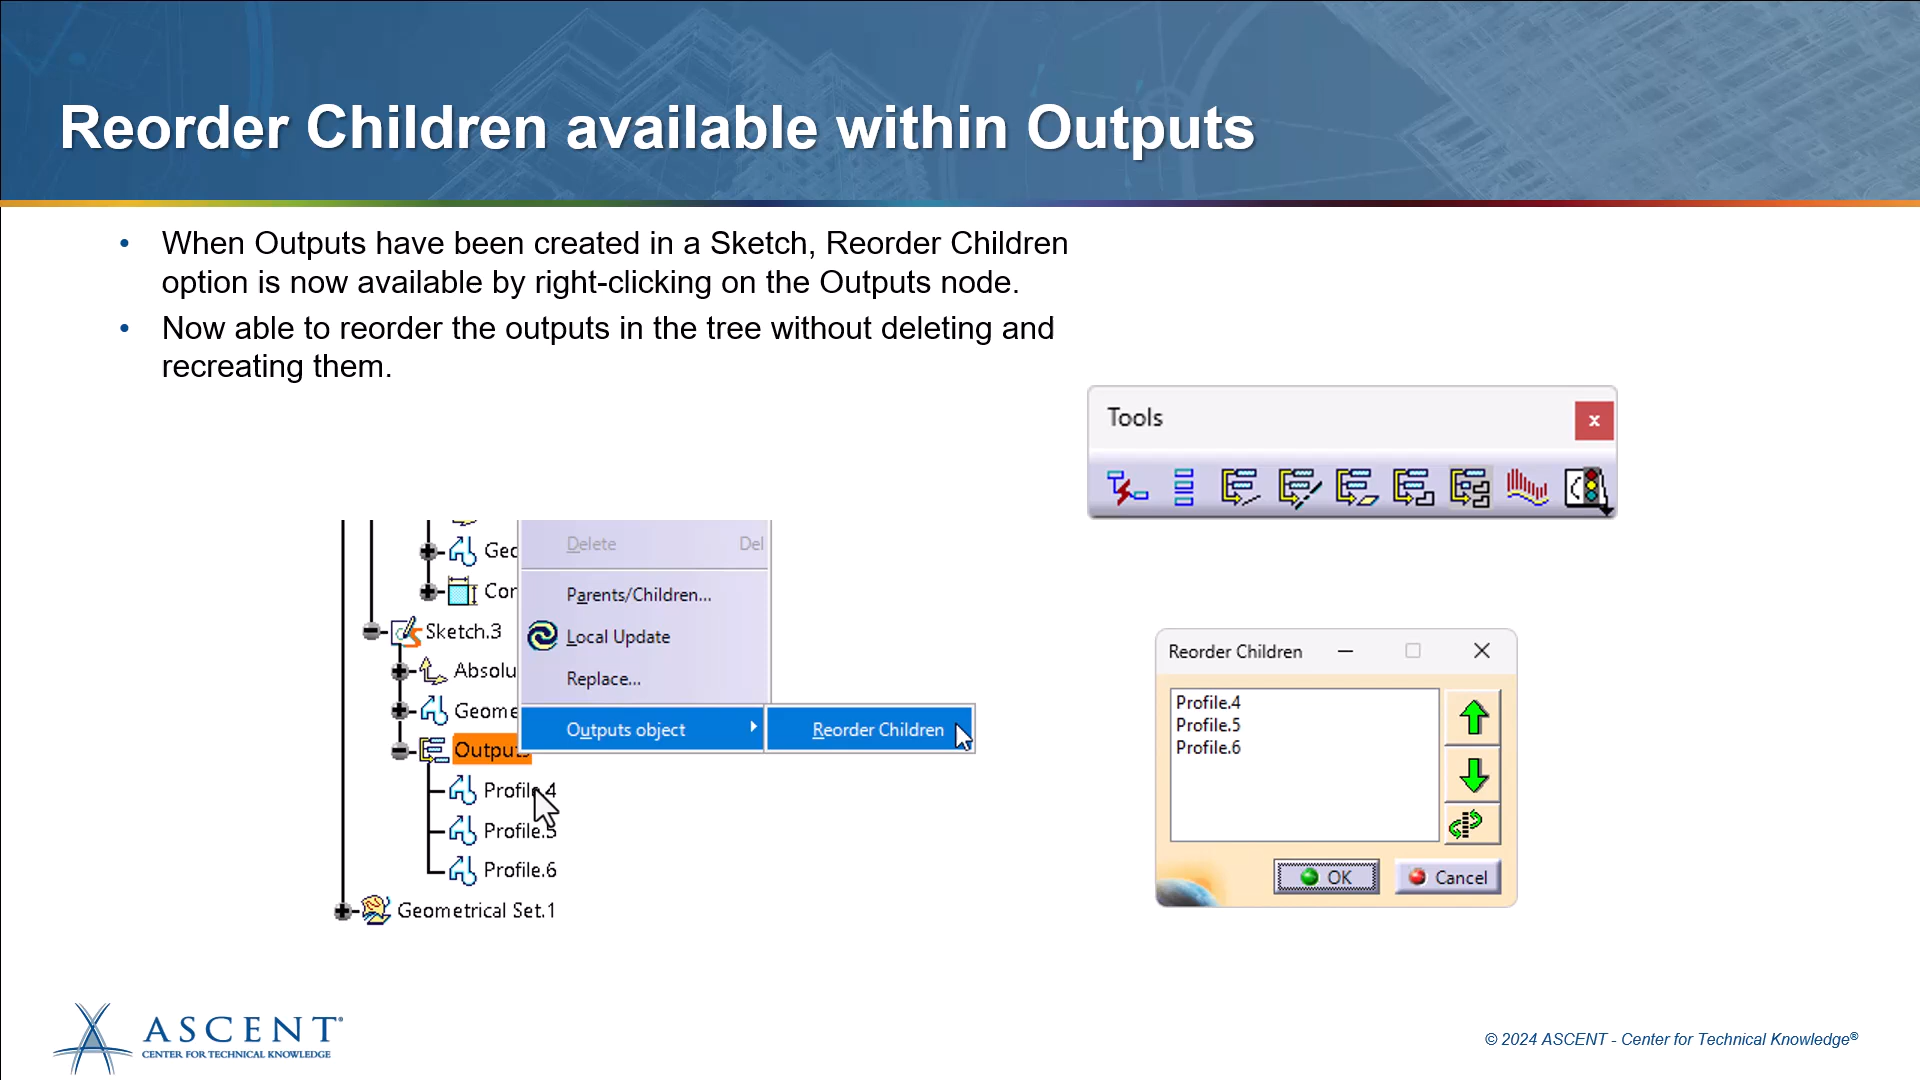 Reorder Children available within Outputs
• When Outputs have been created in a Sketch, Reorder Children
option is now available by right-clicking on the Outputs node.
• Now able to reorder the outputs in the tree without deleting and
recreating them.
Tools
x
Delete Del
Geo
Parents/Children...
Con
Sketch.3
Local Update
Absolu
Replace...
Geome
Outputs object
Reorder Children
Outputs
Profile.4
Profile.5
Profile.6
Geometrical Set.1
Reorder Children
Profile.4
Profile.5
Profile.6
OK
Cancel
ASCENT®
CENTER FOR TECHNICAL KNOWLEDGE
© 2024 ASCENT - Center for Technical Knowledge®